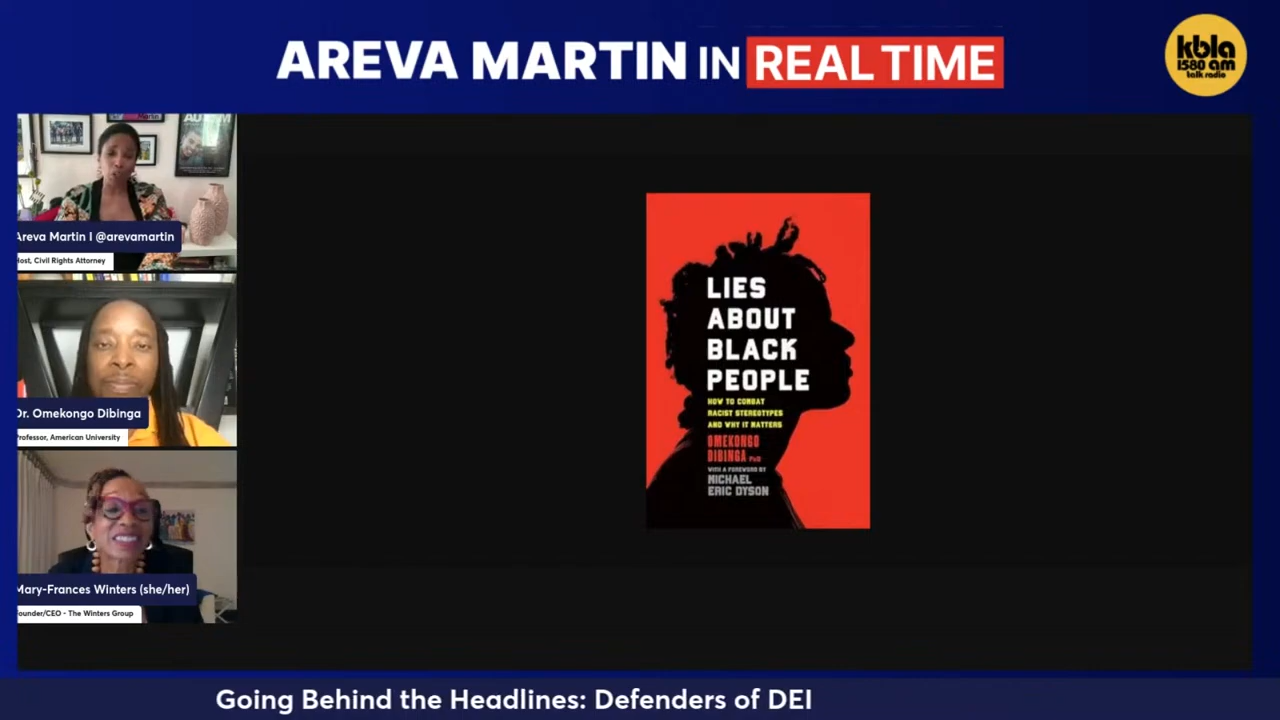 AREVA MARTIN IN REAL TIME
kbla
1580 am
talk radio
AUTISM
Areva Martin I @arevamartin
Host, Civil Rights Attorney
Dr. Omekongo Dibinga
Professor, American University
Mary-Frances Winters (she/her)
Founder/CEO - The Winters Group
LIES
ABOUT
BLACK
PEOPLE
HOW TO COMBAT
RACIST STEREOTYPES
AND WHY IT MATTERS
OMEKONGO
DIBINGA PhD
WITH A FOREWORD BY
MICHAEL
ERIC DYSON
Going Behind the Headlines: Defenders of DEI